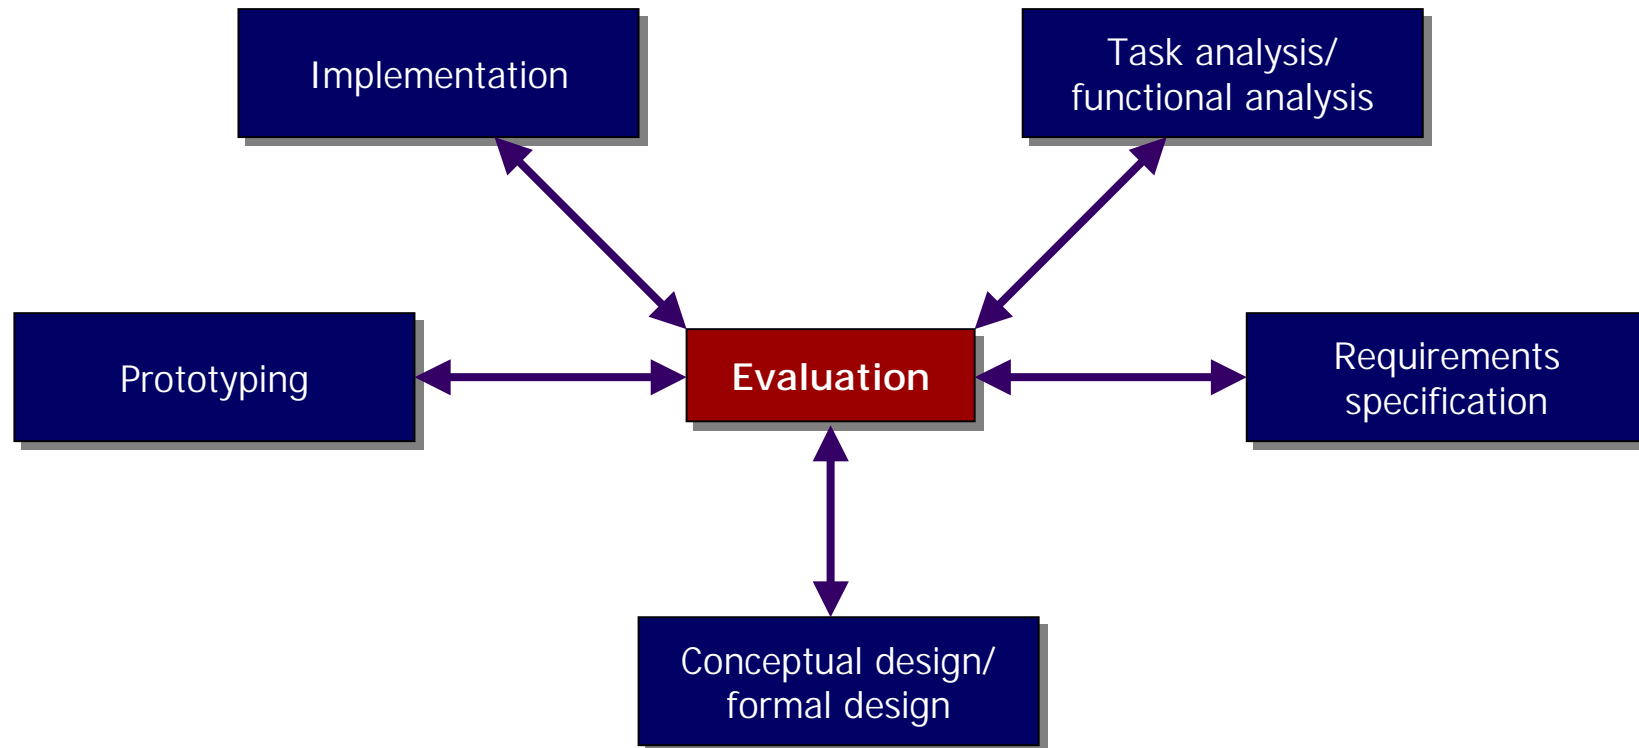 Implementation
Task analysis/
functional analysis
Prototyping
Evaluation
Requirements
specification
Conceptual design/
formal design